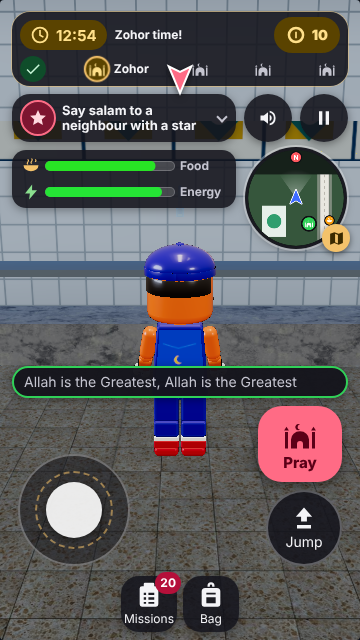 12:54
Zohor time!
10
Zohor
Say salam to a
neighbour with a star
Food
Energy
N
Allah is the Greatest, Allah is the Greatest
Pray
Jump
20
Missions
Bag